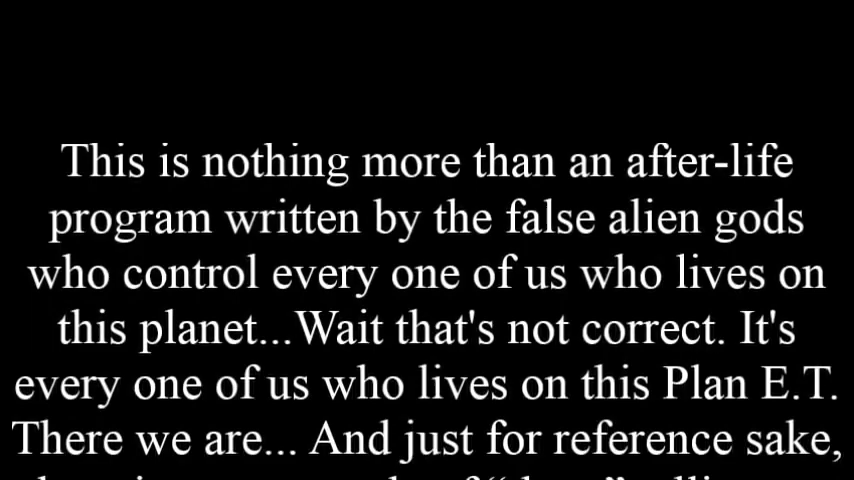 This is nothing more than an after-life
program written by the false alien gods
who control every one of us who lives on
this planet...Wait that's not correct. It's
every one of us who lives on this Plan E.T.
There we are... And just for reference sake,